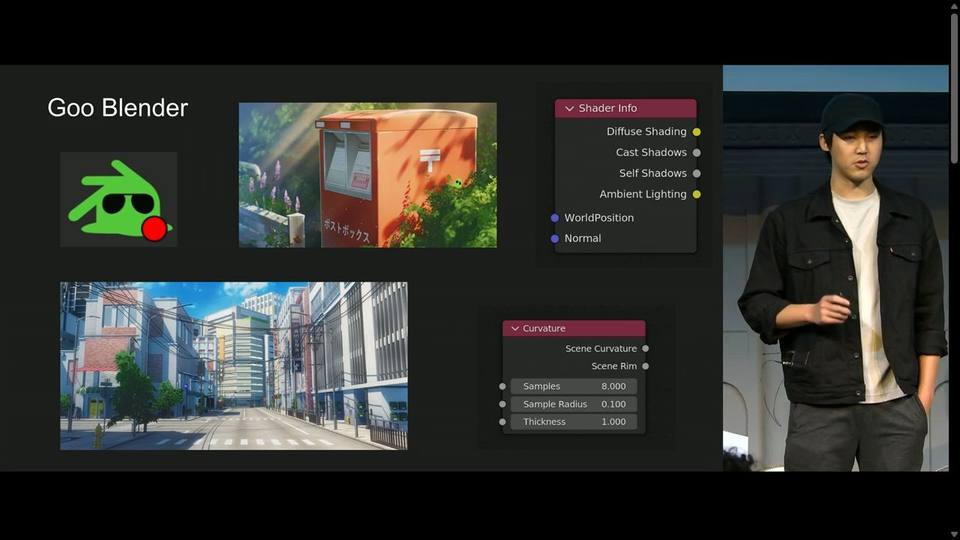 Goo Blender
ポストボックス
Shader Info
Diffuse Shading
Cast Shadows
Self Shadows
Ambient Lighting
WorldPosition
Normal
Curvature
Scene Curvature
Scene Rim
Samples 8.000
Sample Radius 0.100
Thickness 1.000